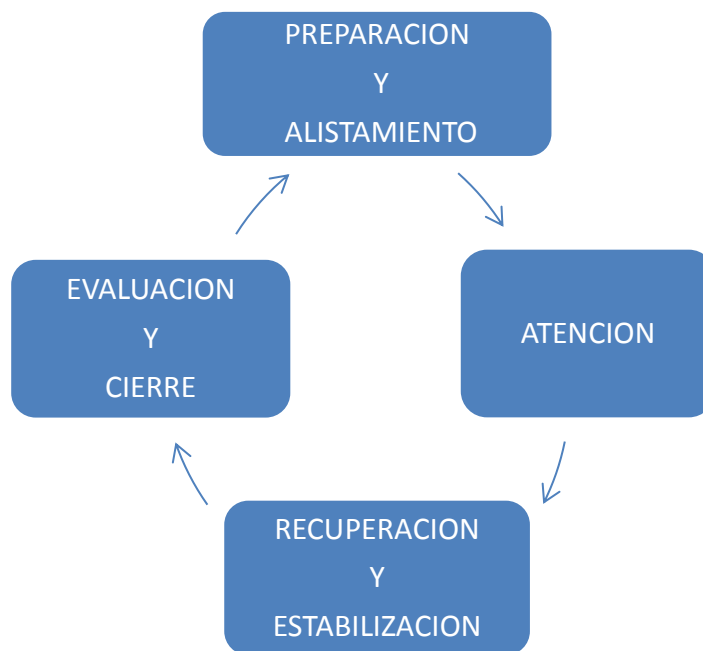 PREPARACION
Y
ALISTAMIENTO
ATENCION
RECUPERACION
Y
ESTABILIZACION
EVALUACION
Y
CIERRE